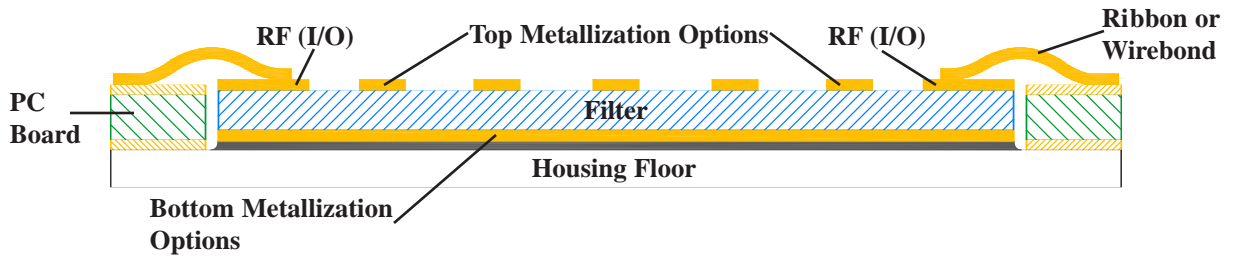 RF (I/O)
Top Metallization Options
RF (I/O)
Ribbon or
Wirebond
PC
Board
Filter
Housing Floor
Bottom Metallization
Options